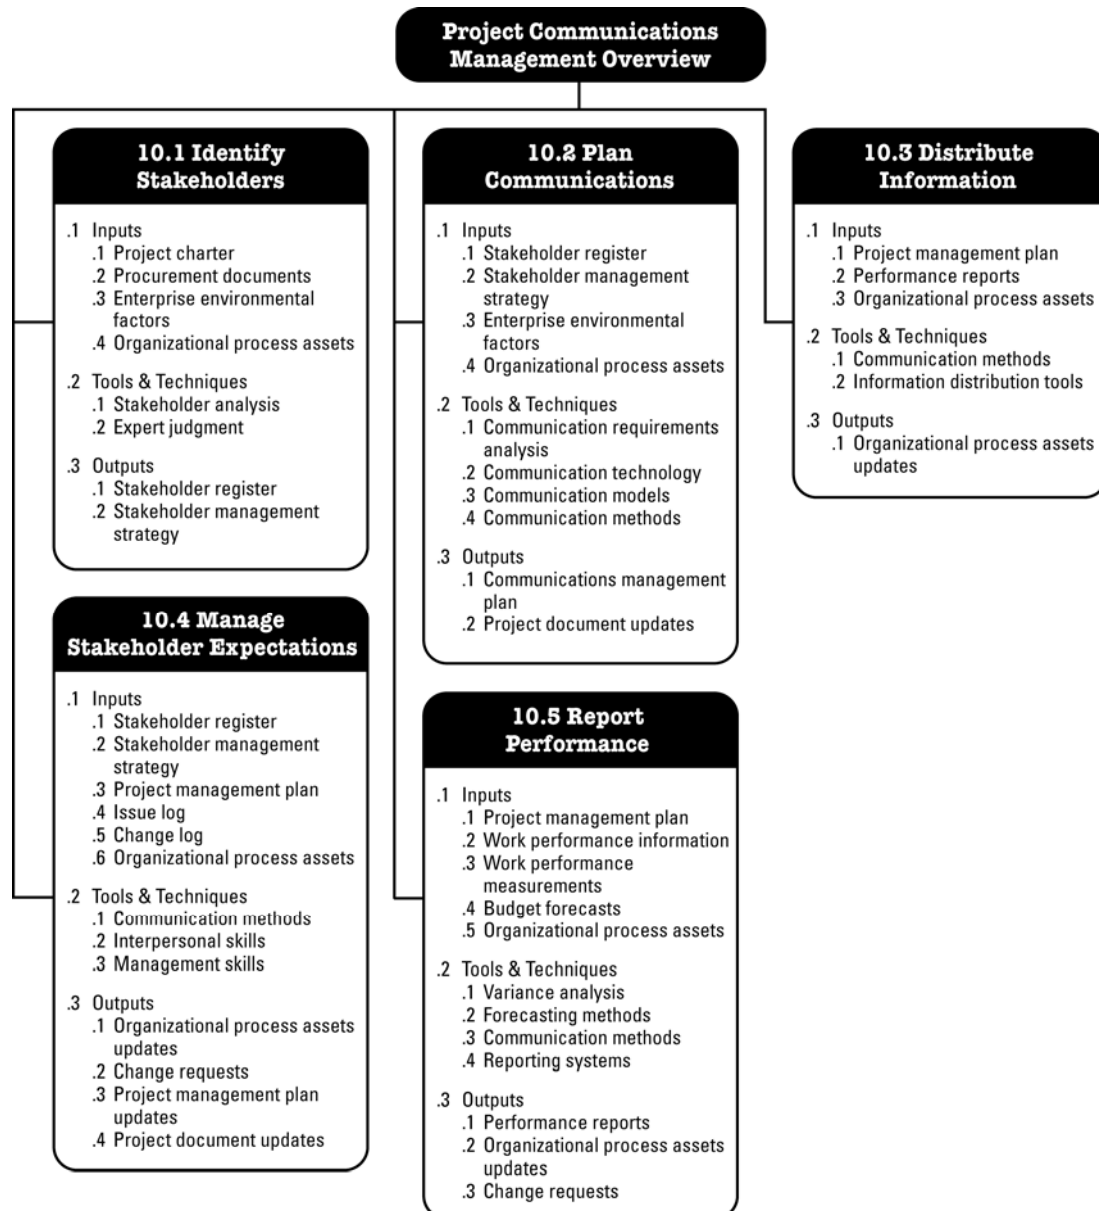 Project Communications
Management Overview
10.1 Identify
Stakeholders
.1 Inputs
.1 Project charter
.2 Procurement documents
.3 Enterprise environmental
factors
.4 Organizational process assets
.2 Tools & Techniques
.1 Stakeholder analysis
.2 Expert judgment
.3 Outputs
.1 Stakeholder register
.2 Stakeholder management
strategy
10.2 Plan
Communications
.1 Inputs
.1 Stakeholder register
.2 Stakeholder management
strategy
.3 Enterprise environmental
factors
.4 Organizational process assets
.2 Tools & Techniques
.1 Communication requirements
analysis
.2 Communication technology
.3 Communication models
.4 Communication methods
.3 Outputs
.1 Communications management
plan
.2 Project document updates
10.3 Distribute
Information
.1 Inputs
.1 Project management plan
.2 Performance reports
.3 Organizational process assets
.2 Tools & Techniques
.1 Communication methods
.2 Information distribution tools
.3 Outputs
.1 Organizational process assets
updates
10.4 Manage
Stakeholder Expectations
.1 Inputs
.1 Stakeholder register
.2 Stakeholder management
strategy
.3 Project management plan
.4 Issue log
.5 Change log
.6 Organizational process assets
.2 Tools & Techniques
.1 Communication methods
.2 Interpersonal skills
.3 Management skills
.3 Outputs
.1 Organizational process assets
updates
.2 Change requests
.3 Project management plan
updates
.4 Project document updates
10.5 Report
Performance
.1 Inputs
.1 Project management plan
.2 Work performance information
.3 Work performance
measurements
.4 Budget forecasts
.5 Organizational process assets
.2 Tools & Techniques
.1 Variance analysis
.2 Forecasting methods
.3 Communication methods
.4 Reporting systems
.3 Outputs
.1 Performance reports
.2 Organizational process assets
updates
.3 Change requests